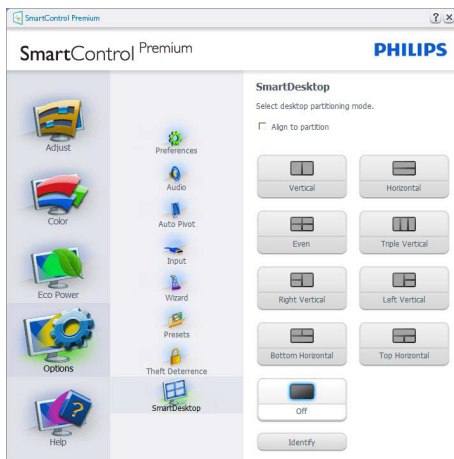 SmartControl Premium
SmartControl Premium
PHILIPS
Adjust
Color
Eco Power
Options
Help
Preferences
Audio
Auto Pivot
Input
Wizard
Presets
Theft Deterrence
SmartDesktop
SmartDesktop
Select desktop partitioning mode.
Align to partition
Vertical
Horizontal
Even
Triple Vertical
Right Vertical
Left Vertical
Bottom Horizontal
Top Horizontal
Off
Identify